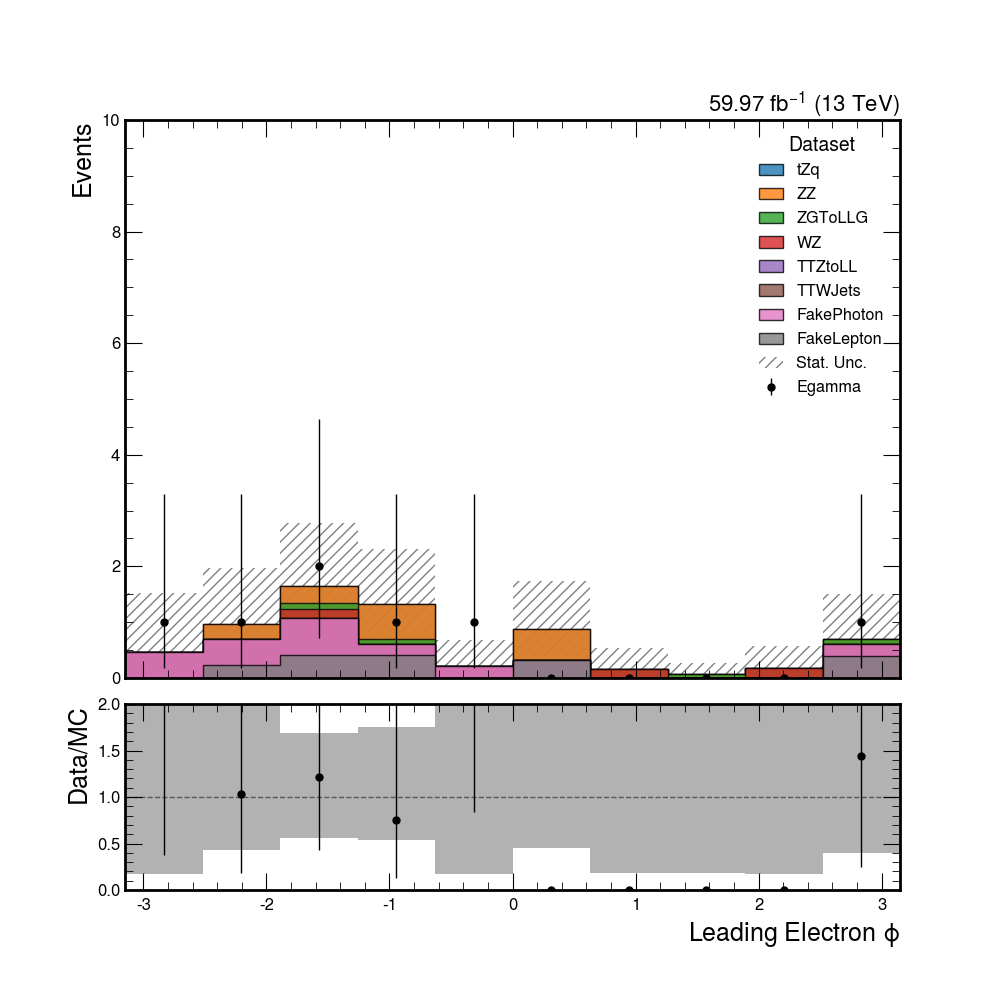 59.97 fb⁻¹ (13 TeV)
Events
10
8
6
4
2
0
Dataset
tZq
ZZ
ZGToLLG
WZ
TTZtoLL
TTWJets
FakePhoton
FakeLepton
Stat. Unc.
Egamma
Data/MC
2.0
1.5
1.0
0.5
0.0
-3 -2 -1 0 1 2 3
Leading Electron ϕ